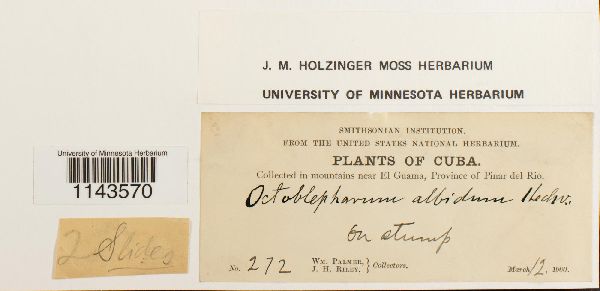 J. M. HOLZINGER MOSS HERBARIUM
UNIVERSITY OF MINNESOTA HERBARIUM
University of Minnesota Herbarium
1143570
2 Slides
SMITHSONIAN INSTITUTION,
FROM THE UNITED STATES NATIONAL HERBARIUM.
PLANTS OF CUBA.
Collected in mountains near El Guama, Province of Pinar del Rio.
Octoblepharum albidum Hedw.
on stump
No. 272 WM. PALMER, J. H. RILEY, } Collectors. March 12, 1900.